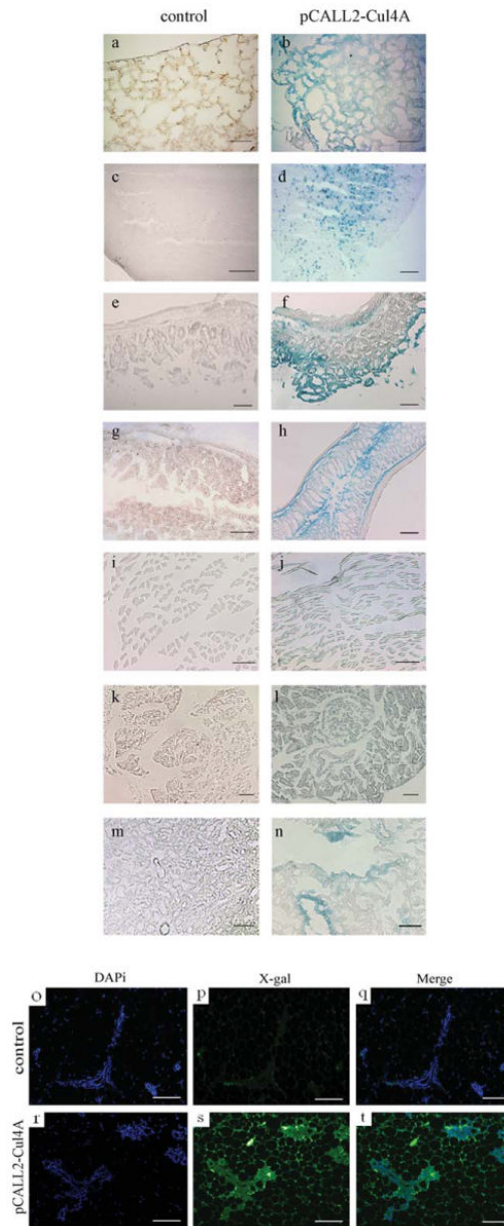 control pCALL2-Cul4A
a b
c d
e f
g h
i j
k l
m n
DAPi X-gal Merge
control
o p q
pCALL2-Cul4A
r s t